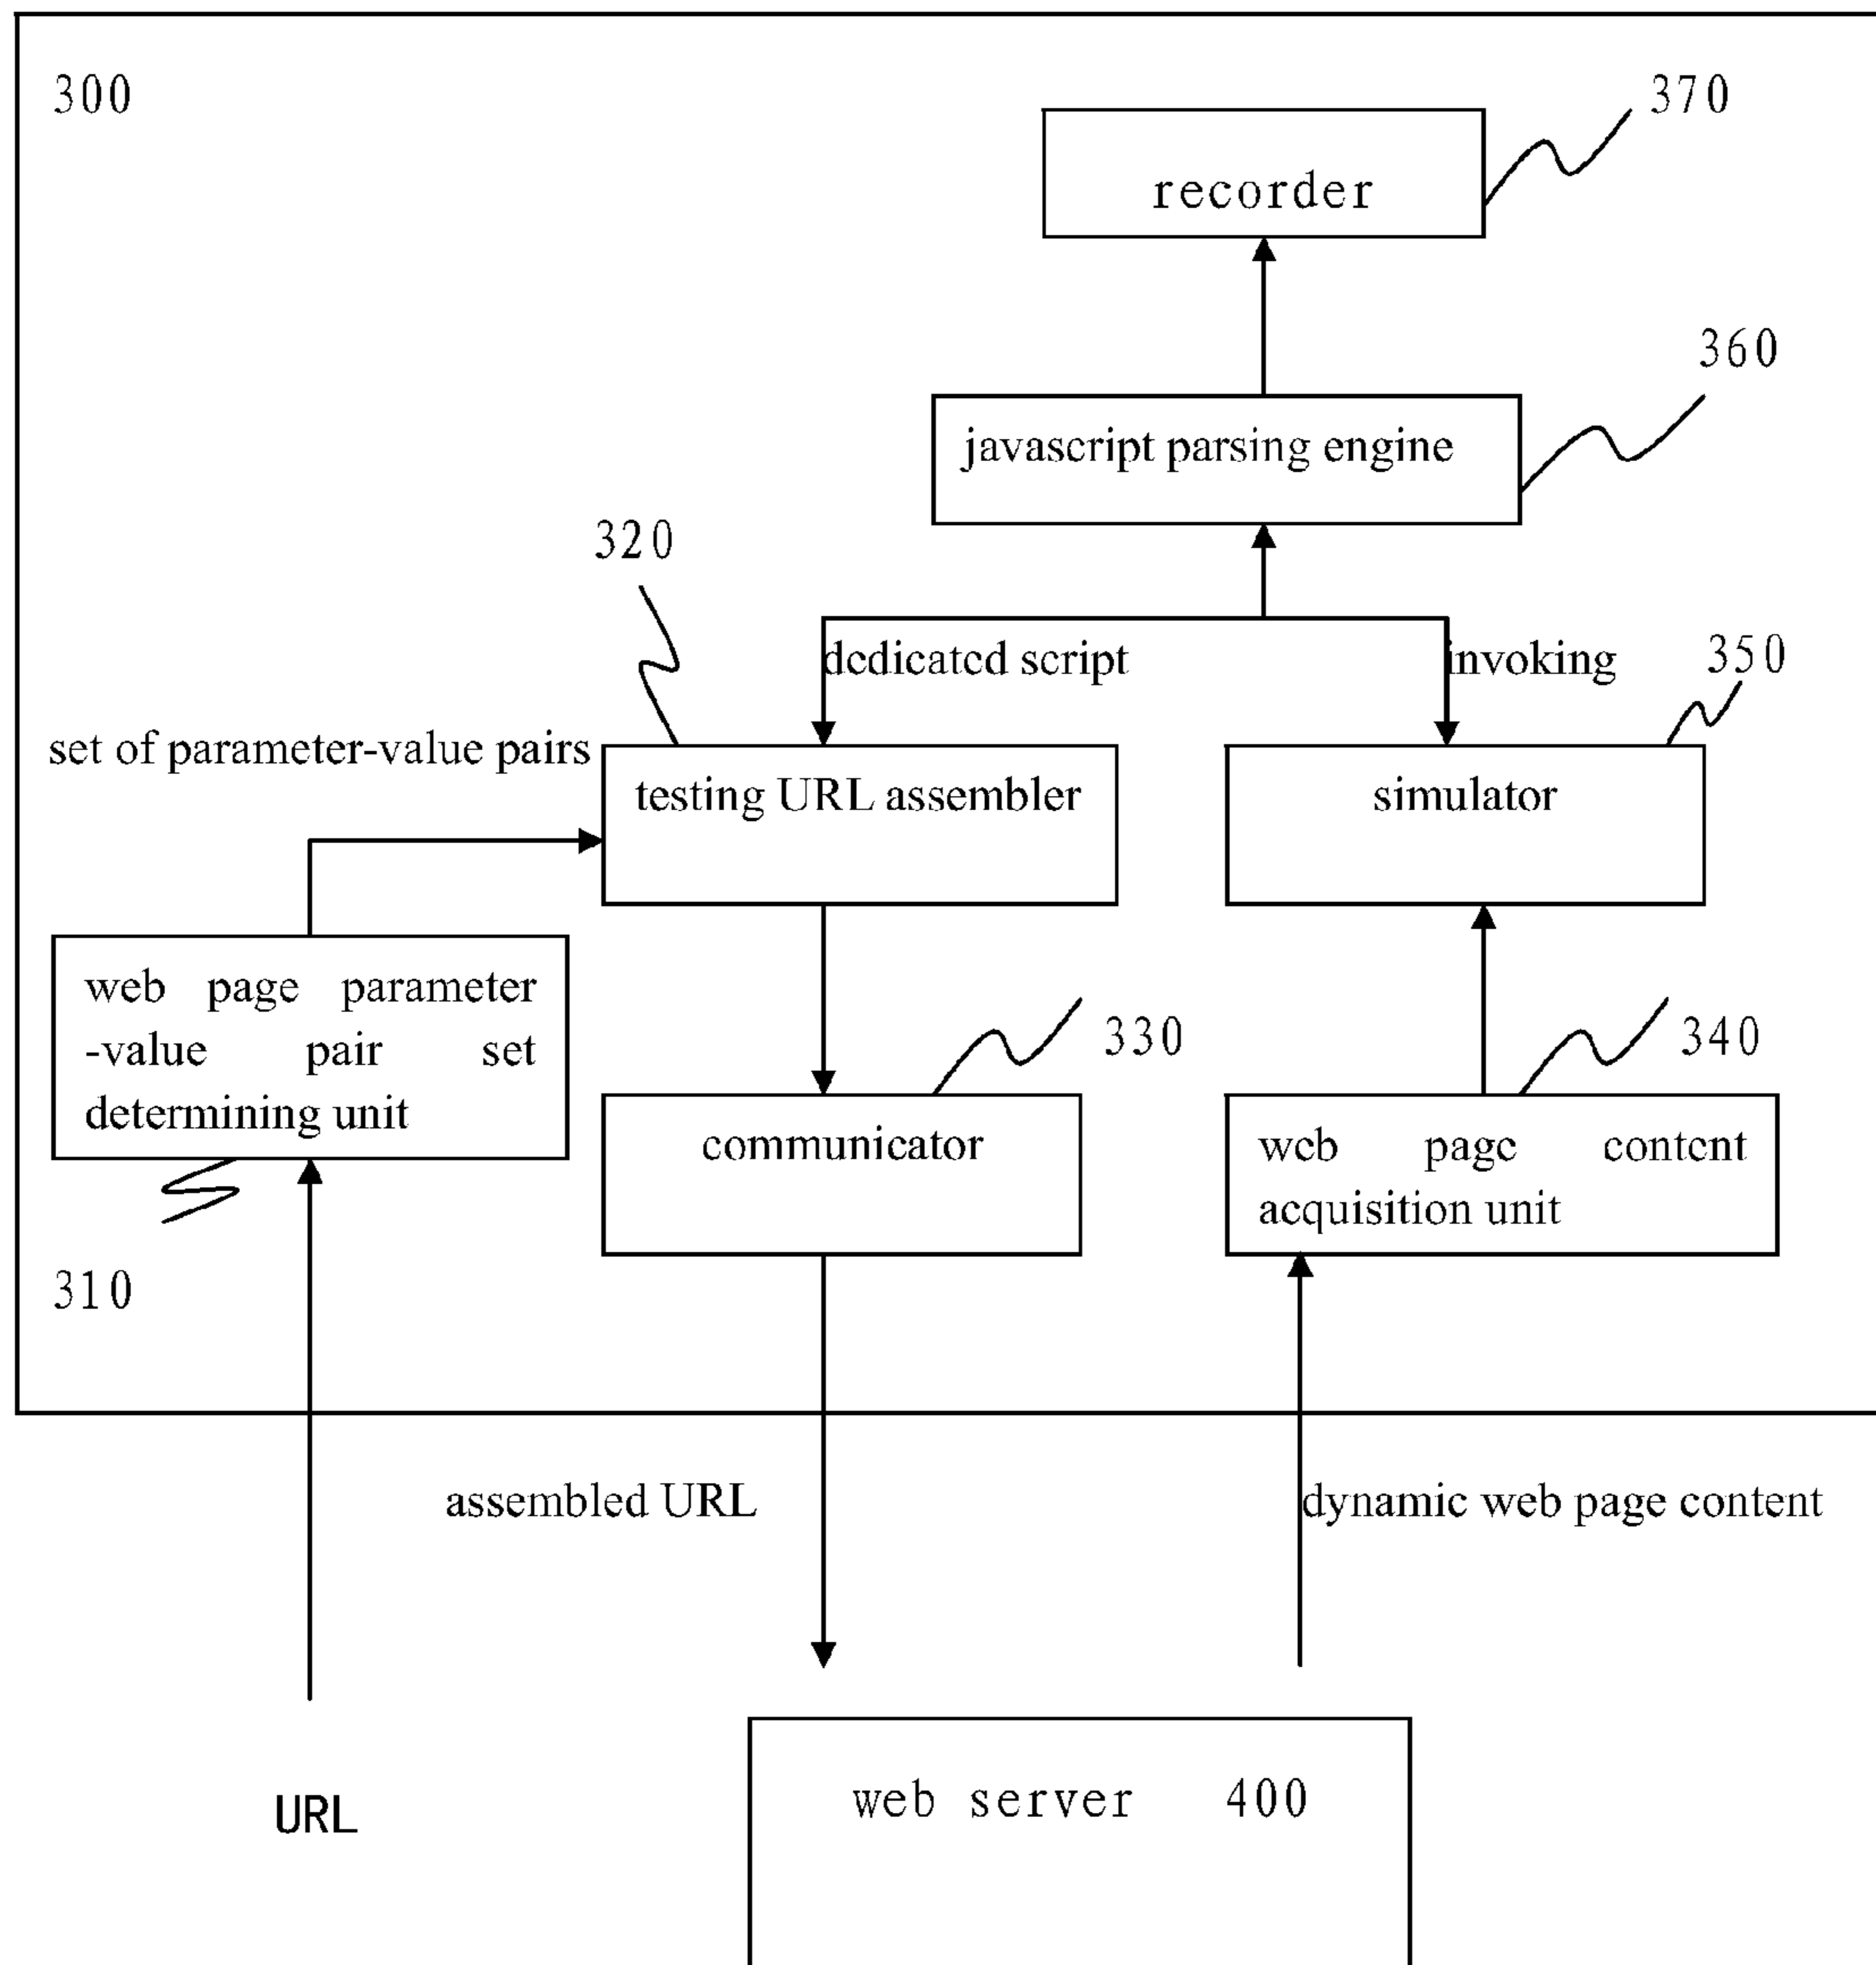 300
370
recorder
360
javascript parsing engine
320
dedicated script
invoking
350
set of parameter-value pairs
testing URL assembler
simulator
web page parameter
-value pair set
determining unit
330
340
communicator
web page content
acquisition unit
310
assembled URL
dynamic web page content
URL
web server 400